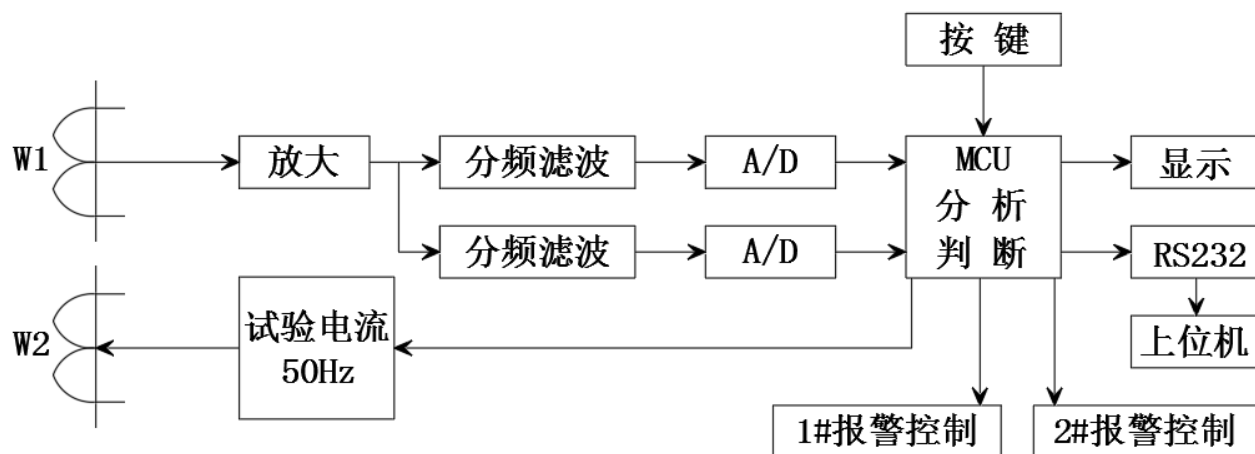 按 键
W1
放大
分频滤波
A/D
MCU
分 析
判 断
显示
分频滤波
A/D
RS232
W2
试验电流
50Hz
上位机
1#报警控制
2#报警控制